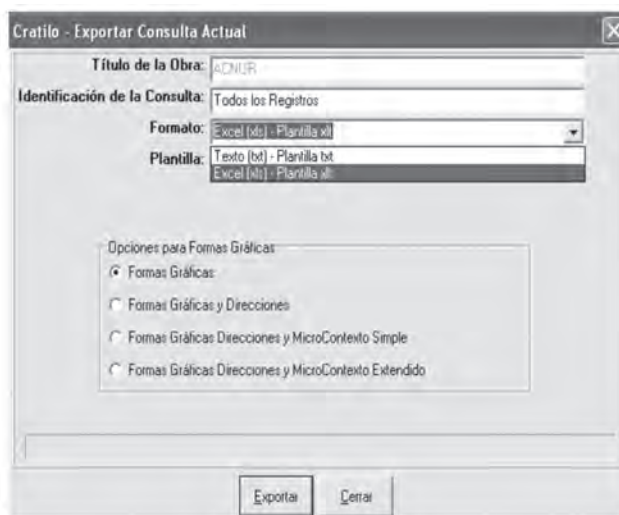 Cratilo - Exportar Consulta Actual
Título de la Obra: ACNUR
Identificación de la Consulta: Todos los Registros
Formato: Excel (xls) - Plantilla xlt
Plantilla: Texto (txt) - Plantilla txt
Excel (xls) - Plantilla xlt
Opciones para Formas Gráficas
Formas Gráficas
Formas Gráficas y Direcciones
Formas Gráficas Direcciones y MicroContexto Simple
Formas Gráficas Direcciones y MicroContexto Extendido
Exportar Cerrar